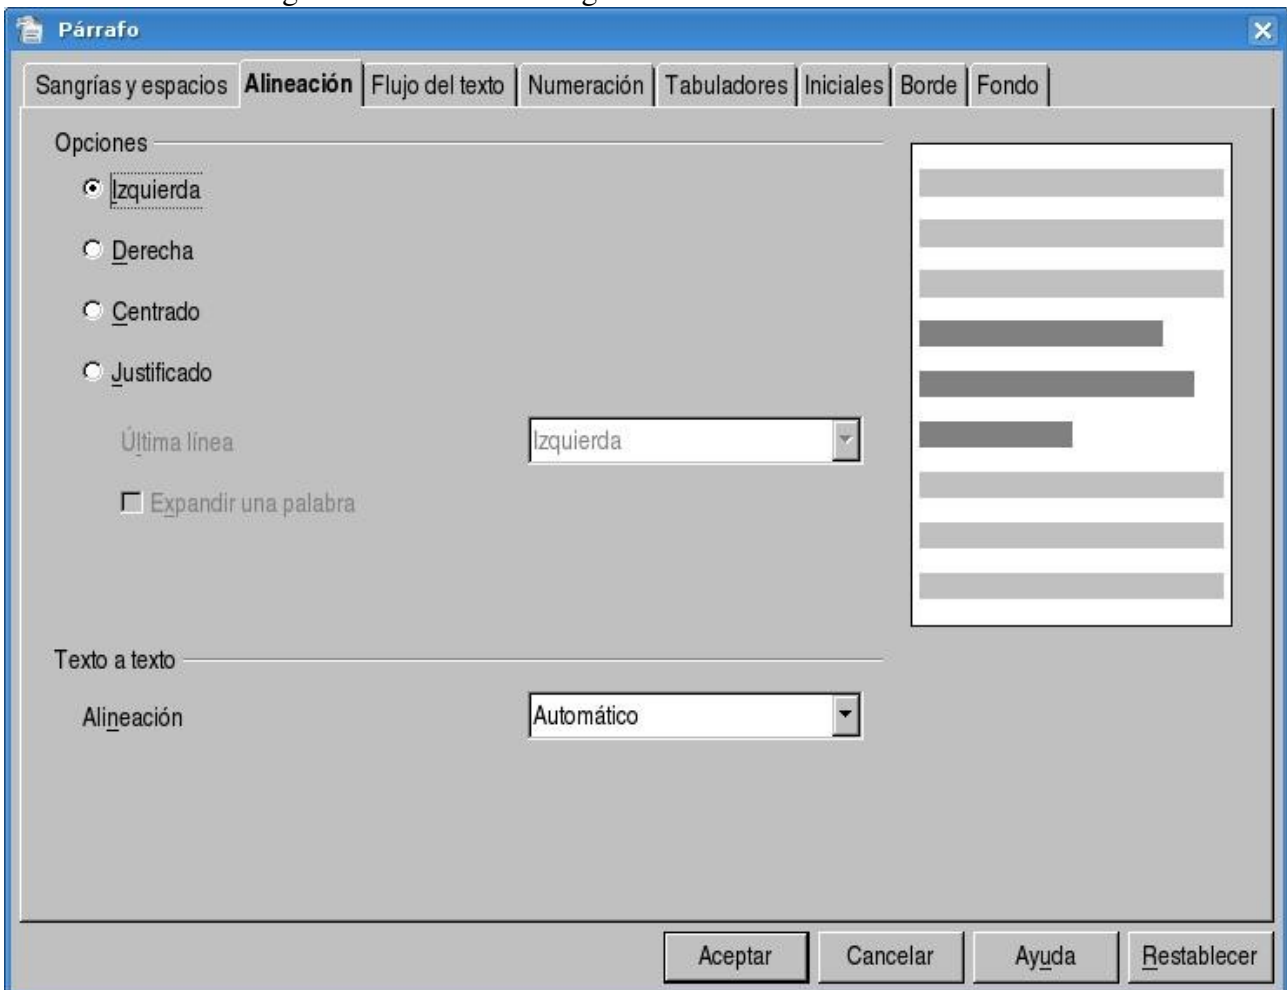 Párrafo
Sangrías y espacios Alineación Flujo del texto Numeración Tabuladores Iniciales Borde Fondo
Opciones
Izquierda
Derecha
Centrado
Justificado
Última línea Izquierda
Expandir una palabra
Texto a texto
Alineación Automático
Aceptar Cancelar Ayuda Restablecer